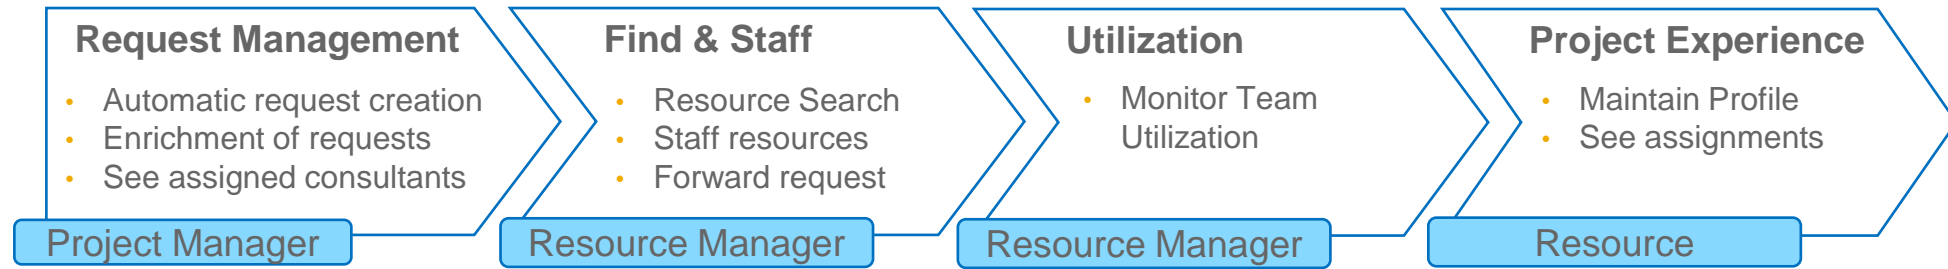 Request Management
• Automatic request creation
• Enrichment of requests
• See assigned consultants
Project Manager
Find & Staff
• Resource Search
• Staff resources
• Forward request
Resource Manager
Utilization
• Monitor Team
Utilization
Resource Manager
Project Experience
• Maintain Profile
• See assignments
Resource